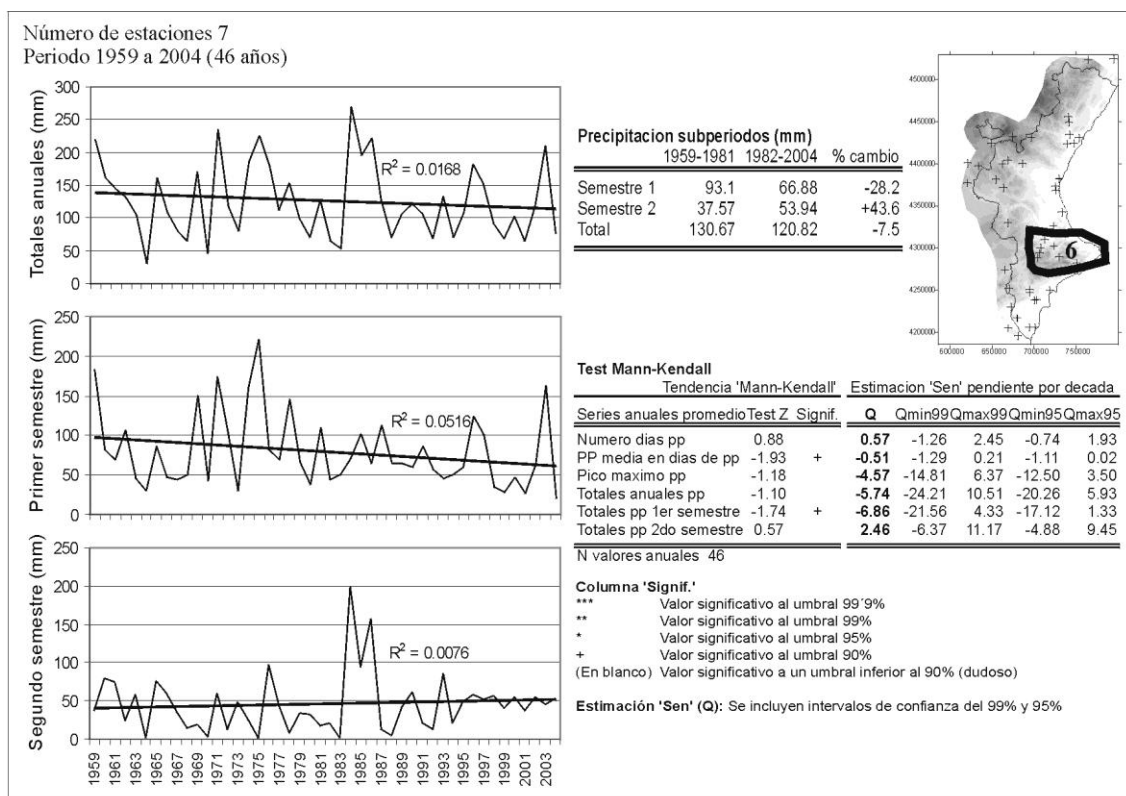 Número de estaciones 7
Periodo 1959 a 2004 (46 años)
Totales anuales (mm)
300
250
200
150
100
50
0
R² = 0.0168
Primer semestre (mm)
250
200
150
100
50
0
R² = 0.0516
Segundo semestre (mm)
250
200
150
100
50
0
R² = 0.0076
1959 1961 1963 1965 1967 1969 1971 1973 1975 1977 1979 1981 1983 1985 1987 1989 1991 1993 1995 1997 1999 2001 2003
Precipitacion subperiodos (mm)
1959-1981 1982-2004 % cambio
Semestre 1 93.1 66.88 -28.2
Semestre 2 37.57 53.94 +43.6
Total 130.67 120.82 -7.5
4500000
4450000
4400000
4350000
4300000
4250000
4200000
6
600000 650000 700000 750000
Test Mann-Kendall
Tendencia 'Mann-Kendall' Estimacion 'Sen' pendiente por decada
Series anuales promedio Test Z Signif. Q Qmin99 Qmax99 Qmin95 Qmax95
Numero dias pp 0.88 0.57 -1.26 2.45 -0.74 1.93
PP media en dias de pp -1.93 + -0.51 -1.29 0.21 -1.11 0.02
Pico maximo pp -1.18 -4.57 -14.81 6.37 -12.50 3.50
Totales anuales pp -1.10 -5.74 -24.21 10.51 -20.26 5.93
Totales pp 1er semestre -1.74 + -6.86 -21.56 4.33 -17.12 1.33
Totales pp 2do semestre 0.57 2.46 -6.37 11.17 -4.88 9.45
N valores anuales 46
Columna 'Signif.'
*** Valor significativo al umbral 99´9%
** Valor significativo al umbral 99%
* Valor significativo al umbral 95%
+ Valor significativo al umbral 90%
(En blanco) Valor significativo a un umbral inferior al 90% (dudoso)
Estimación 'Sen' (Q): Se incluyen intervalos de confianza del 99% y 95%